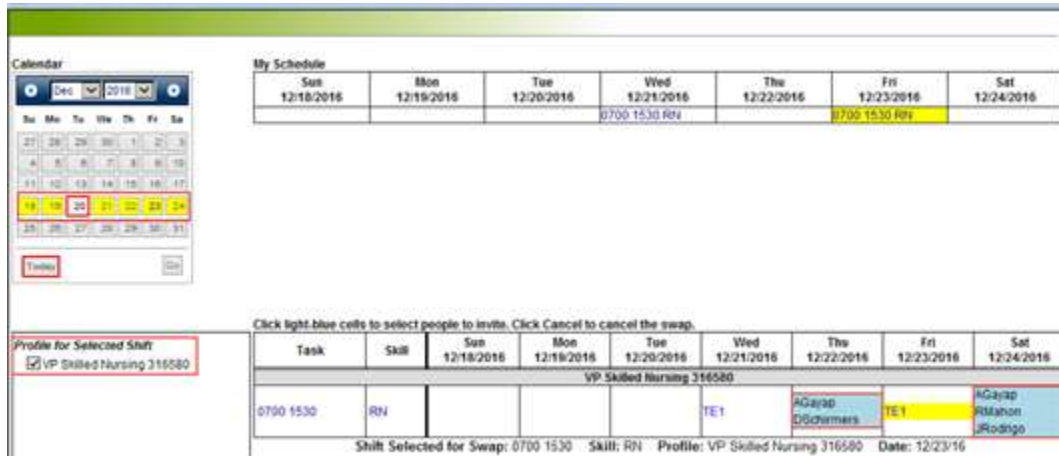 Calendar
Dec 2016
Su Mo Tu We Th Fr Sa
27 28 29 30 1 2 3
4 5 6 7 8 9 10
11 12 13 14 15 16 17
18 19 20 21 22 23 24
25 26 27 28 29 30 31
Today Go
My Schedule
Sun Mon Tue Wed Thu Fri Sat
12/18/2016 12/19/2016 12/20/2016 12/21/2016 12/22/2016 12/23/2016 12/24/2016
0700 1530 RN 0700 1530 RN
Profile for Selected Shift
VP Skilled Nursing 316580
Click light-blue cells to select people to invite. Click Cancel to cancel the swap.
Task Skill Sun Mon Tue Wed Thu Fri Sat
12/18/2016 12/19/2016 12/20/2016 12/21/2016 12/22/2016 12/23/2016 12/24/2016
VP Skilled Nursing 316580
AGayap AGayap
0700 1530 RN TE1 DSchirmers TE1 RMahon
JRodrigo
Shift Selected for Swap: 0700 1530 Skill: RN Profile: VP Skilled Nursing 316580 Date: 12/23/16